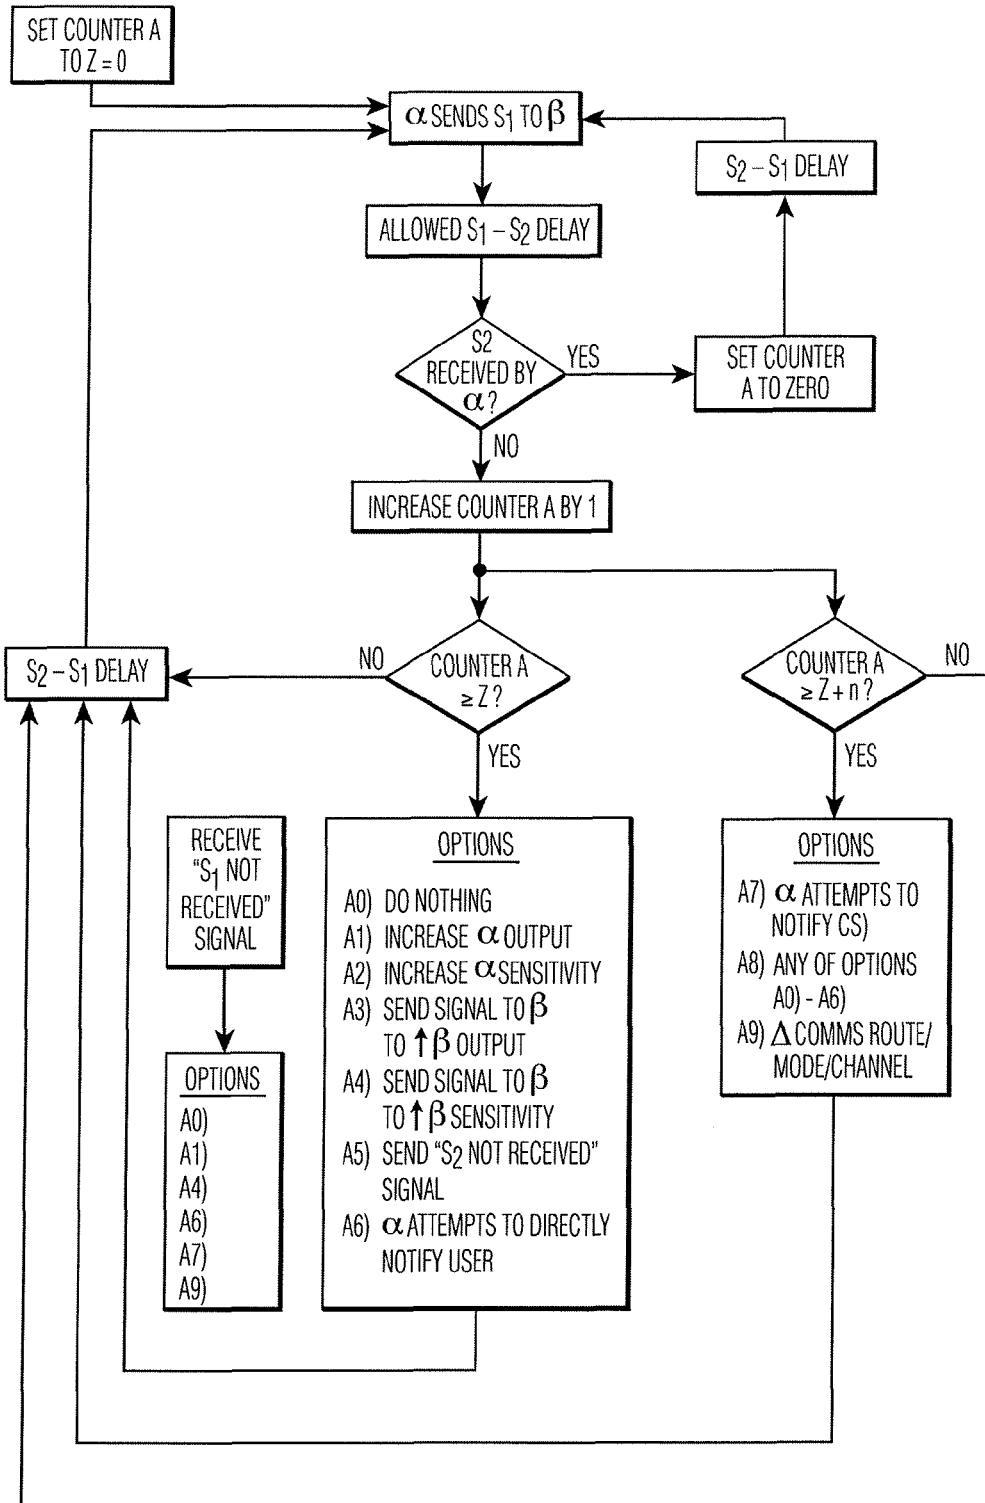 SET COUNTER A
TO Z = 0
α SENDS S1 TO β
S2 – S1 DELAY
ALLOWED S1 – S2 DELAY
S2
RECEIVED BY
α?
YES
SET COUNTER
A TO ZERO
NO
INCREASE COUNTER A BY 1
S2 – S1 DELAY
NO
COUNTER A
≥ Z?
YES
COUNTER A
≥ Z + n?
NO
YES
RECEIVE
"S1 NOT
RECEIVED"
SIGNAL
OPTIONS
A0)
A1)
A4)
A6)
A7)
A9)
OPTIONS
A0) DO NOTHING
A1) INCREASE α OUTPUT
A2) INCREASE α SENSITIVITY
A3) SEND SIGNAL TO β
TO ↑ β OUTPUT
A4) SEND SIGNAL TO β
TO ↑ β SENSITIVITY
A5) SEND "S2 NOT RECEIVED"
SIGNAL
A6) α ATTEMPTS TO DIRECTLY
NOTIFY USER
OPTIONS
A7) α ATTEMPTS TO
NOTIFY CS)
A8) ANY OF OPTIONS
A0) - A6)
A9) Δ COMMS ROUTE/
MODE/CHANNEL